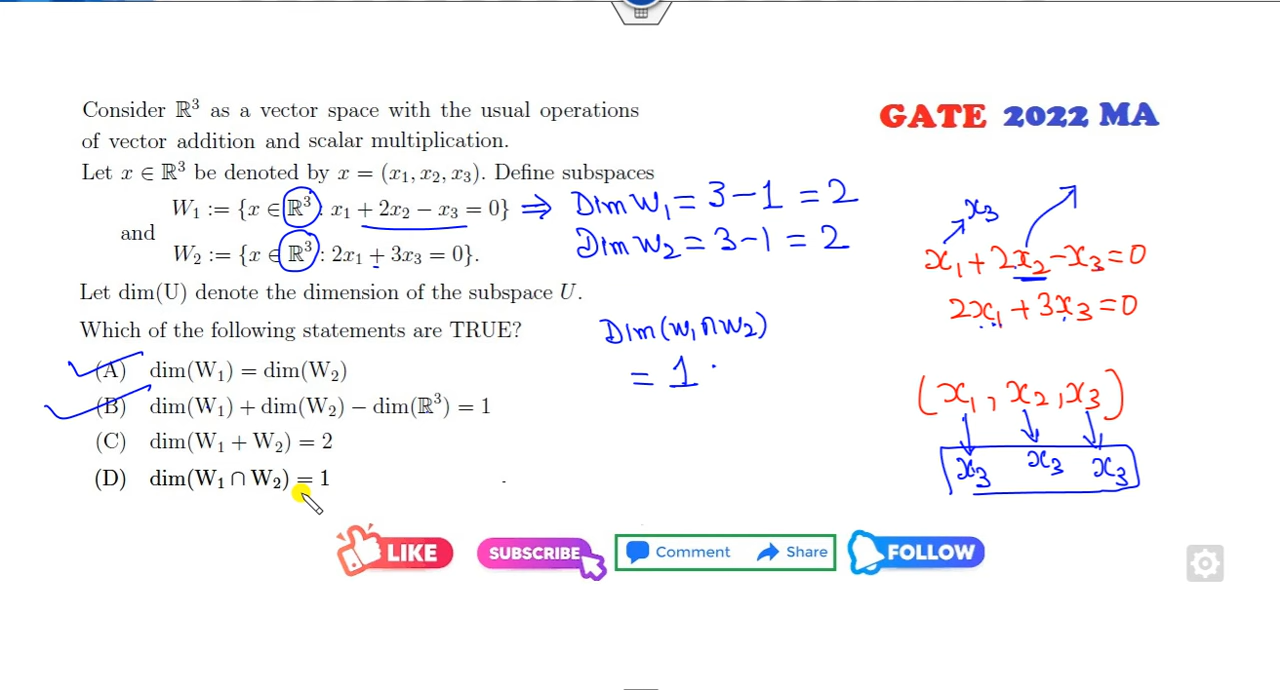 Consider ℝ³ as a vector space with the usual operations
GATE 2022 MA
of vector addition and scalar multiplication.
Let x ∈ ℝ³ be denoted by x = (x₁, x₂, x₃). Define subspaces
W₁ := {x ∈ ℝ³: x₁ + 2x₂ − x₃ = 0} ⇒ Dim W₁ = 3−1 = 2
and
W₂ := {x ∈ ℝ³: 2x₁ + 3x₃ = 0}.
Dim W₂ = 3−1 = 2
x₃
x₁ + 2x₂ − x₃ = 0
2x₁ + 3x₃ = 0
Let dim(U) denote the dimension of the subspace U.
Which of the following statements are TRUE?
Dim(W₁∩W₂)
= 1
(A) dim(W₁) = dim(W₂)
(B) dim(W₁) + dim(W₂) − dim(ℝ³) = 1
(C) dim(W₁ + W₂) = 2
(D) dim(W₁ ∩ W₂) = 1
(x₁, x₂, x₃)
x₃ x₃ x₃
LIKE
SUBSCRIBE
Comment
Share
FOLLOW